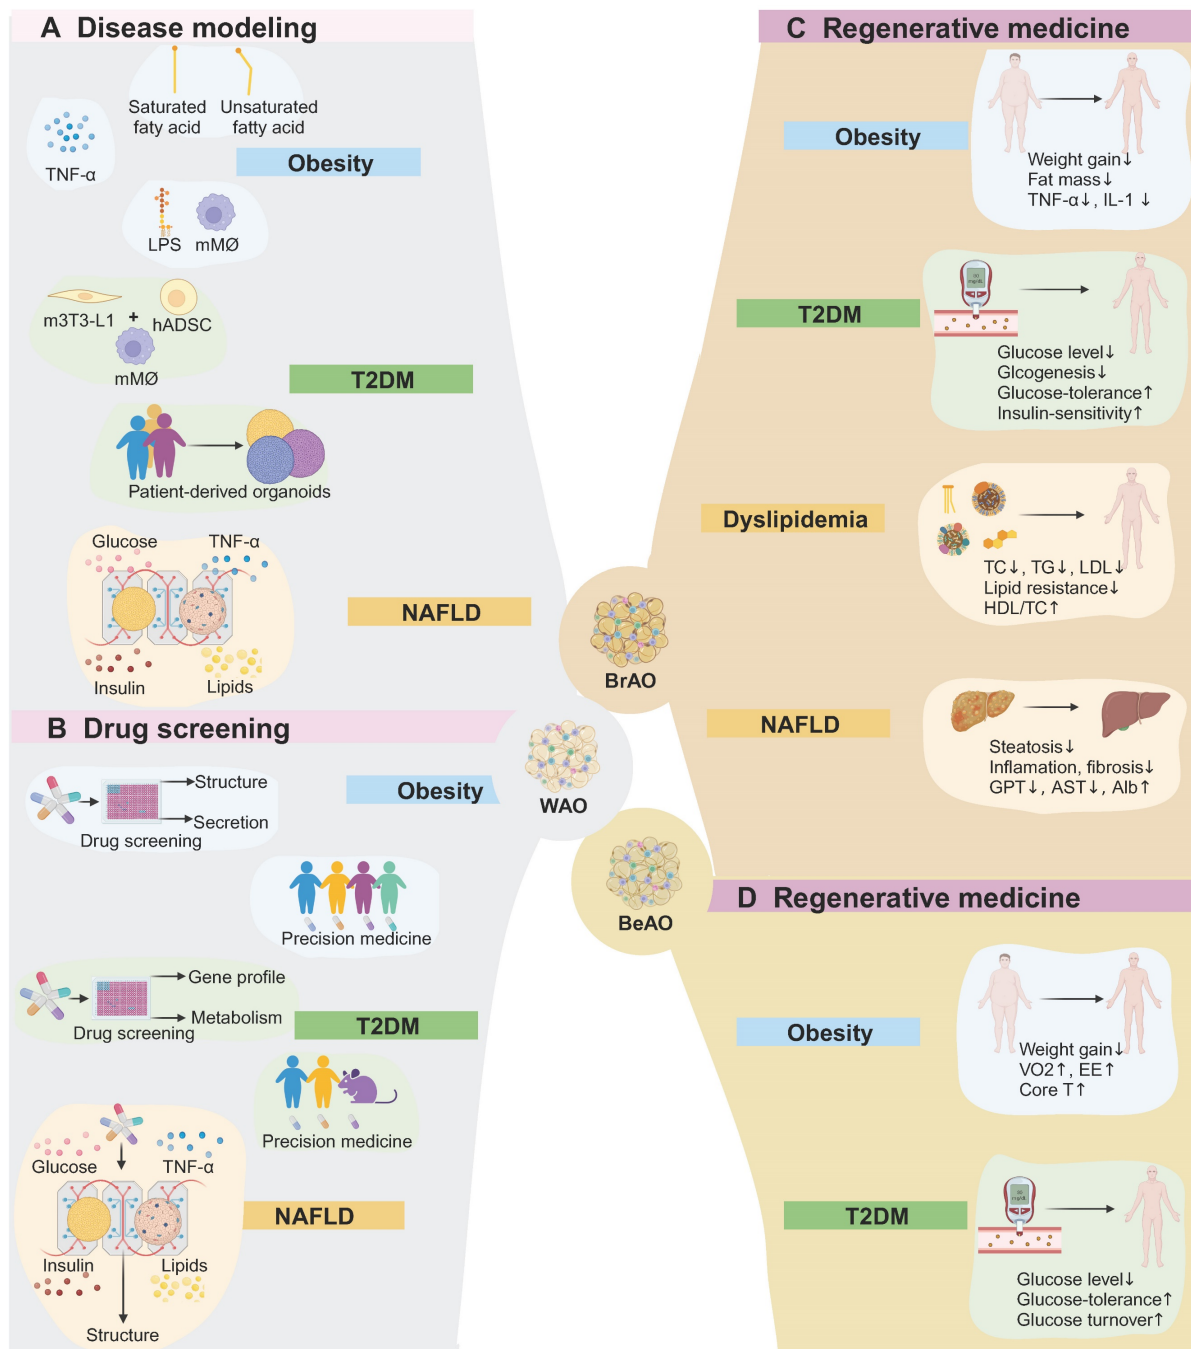 A Disease modeling
Saturated
faty acid
Unsaturated
fatty acid
TNF-α
Obesity
LPS
mMØ
m3T3-L1
+
hADSC
mMØ
T2DM
Patient-derived organoids
Glucose
TNF-α
NAFLD
Insulin
Lipids
B Drug screening
Structure
Obesity
Secretion
Drug screening
Precision medicine
Gene profile
Metabolism
Drug screening
T2DM
Precision medicine
Glucose
TNF-α
NAFLD
Insulin
Lipids
Structure
BrAO
WAO
BeAO
C Regenerative medicine
Obesity
Weight gain↓
Fat mass↓
TNF-α↓, IL-1 ↓
T2DM
Glucose level↓
Glcogenesis↓
Glucose-tolerance↑
Insulin-sensitivity↑
Dyslipidemia
TC↓, TG↓, LDL↓
Lipid resistance↓
HDL/TC↑
NAFLD
Steatosis↓
Inflamation, fibrosis↓
GPT↓, AST↓, Alb↑
D Regenerative medicine
Obesity
Weight gain↓
VO2↑, EE↑
Core T↑
T2DM
Glucose level↓
Glucose-tolerance↑
Glucose turnover↑